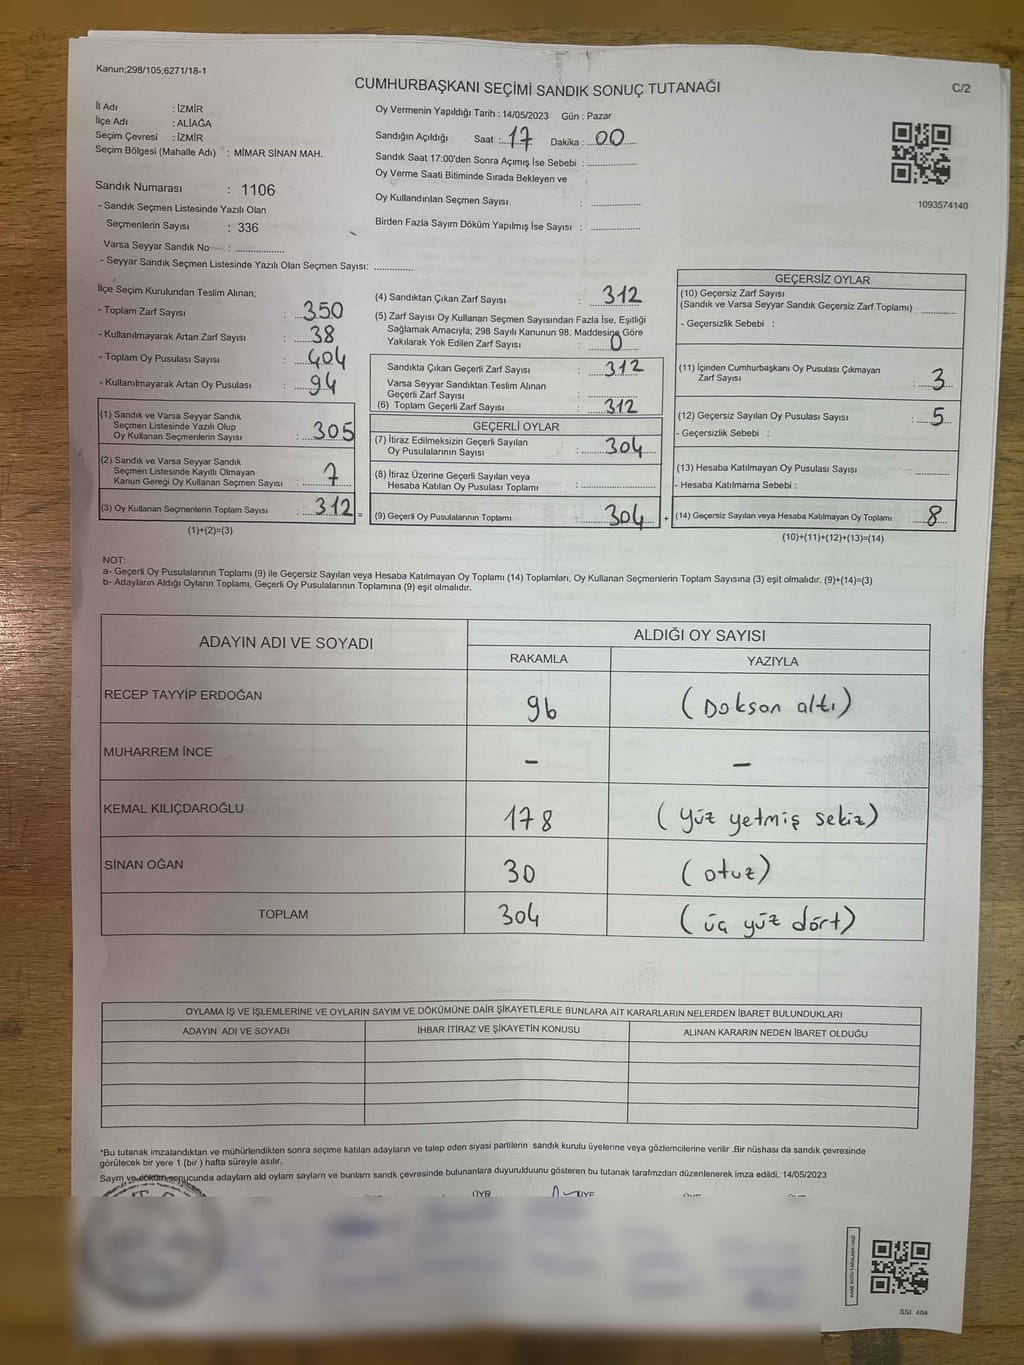 Kanun;298/105;6271/18-1
CUMHURBAŞKANI SEÇİMİ SANDIK SONUÇ TUTANAĞI
C/2
İl Adı : İZMİR
İlçe Adı : ALİAĞA
Seçim Çevresi : İZMİR
Seçim Bölgesi (Mahalle Adı) : MİMAR SİNAN MAH.
Sandık Numarası : 1106
- Sandık Seçmen Listesinde Yazılı Olan
Seçmenlerin Sayısı : 336
Varsa Seyyar Sandık No : ................
- Seyyar Sandık Seçmen Listesinde Yazılı Olan Seçmen Sayısı: ............
Oy Vermenin Yapıldığı Tarih : 14/05/2023 Gün : Pazar
Sandığın Açıldığı Saat : 17 Dakika : 00
Sandık Saat 17:00'den Sonra Açımış İse Sebebi : ................
Oy Verme Saati Bitiminde Sırada Bekleyen ve
Oy Kullandırılan Seçmen Sayısı : ................
Birden Fazla Sayım Döküm Yapılmış İse Sayısı : ................
1093574140
İlçe Seçim Kurulundan Teslim Alınan;
- Toplam Zarf Sayısı : 350
- Kullanılmayarak Artan Zarf Sayısı : 38
- Toplam Oy Pusulası Sayısı : 404
- Kullanılmayarak Artan Oy Pusulası : 94
(1) Sandık ve Varsa Seyyar Sandık
Seçmen Listesinde Yazılı Olup
Oy Kullanan Seçmenlerin Sayısı : 305
(2) Sandık ve Varsa Seyyar Sandık
Seçmen Listesinde Kayıtlı Olmayan
Kanun Gereği Oy Kullanan Seçmen Sayısı : 7
(3) Oy Kullanan Seçmenlerin Toplam Sayısı : 312 =
(1)+(2)=(3)
(4) Sandıktan Çıkan Zarf Sayısı : 312
(5) Zarf Sayısı Oy Kullanan Seçmen Sayısından Fazla İse, Eşitliği
Sağlamak Amacıyla; 298 Sayılı Kanunun 98. Maddesine Göre
Yakılarak Yok Edilen Zarf Sayısı : 0
Sandıkta Çıkan Geçerli Zarf Sayısı : 312
Varsa Seyyar Sandıktan Teslim Alınan
Geçerli Zarf Sayısı : ................
(6) Toplam Geçerli Zarf Sayısı : 312
GEÇERLİ OYLAR
(7) İtiraz Edilmeksizin Geçerli Sayılan
Oy Pusulalarının Sayısı : 304
(8) İtiraz Üzerine Geçerli Sayılan veya
Hesaba Katılan Oy Pusulası Toplamı : ................
(9) Geçerli Oy Pusulalarının Toplamı : 304 +
GEÇERSİZ OYLAR
(10) Geçersiz Zarf Sayısı
(Sandık ve Varsa Seyyar Sandık Geçersiz Zarf Toplamı) : ............
- Geçersizlik Sebebi :
(11) İçinden Cumhurbaşkanı Oy Pusulası Çıkmayan
Zarf Sayısı : 3
(12) Geçersiz Sayılan Oy Pusulası Sayısı : 5
- Geçersizlik Sebebi :
(13) Hesaba Katılmayan Oy Pusulası Sayısı : ............
- Hesaba Katılmama Sebebi :
(14) Geçersiz Sayılan veya Hesaba Katılmayan Oy Toplamı : 8
(10)+(11)+(12)+(13)=(14)
NOT:
a- Geçerli Oy Pusulalarının Toplamı (9) ile Geçersiz Sayılan veya Hesaba Katılmayan Oy Toplamı (14) Toplamları, Oy Kullanan Seçmenlerin Toplam Sayısına (3) eşit olmalıdır. (9)+(14)=(3)
b- Adayların Aldığı Oyların Toplamı, Geçerli Oy Pusulalarının Toplamına (9) eşit olmalıdır.
ADAYIN ADI VE SOYADI
ALDIĞI OY SAYISI
RAKAMLA YAZIYLA
RECEP TAYYİP ERDOĞAN 96 (Doksan altı)
MUHARREM İNCE - -
KEMAL KILIÇDAROĞLU 178 (yüz yetmiş sekiz)
SİNAN OĞAN 30 (otuz)
TOPLAM 304 (üç yüz dört)
OYLAMA İŞ VE İŞLEMLERİNE VE OYLARIN SAYIM VE DÖKÜMÜNE DAİR ŞİKAYETLERLE BUNLARA AİT KARARLARIN NELERDEN İBARET BULUNDUKLARI
ADAYIN ADI VE SOYADI İHBAR İTİRAZ VE ŞİKAYETİN KONUSU ALINAN KARARIN NEDEN İBARET OLDUĞU
*Bu tutanak imzalandıktan ve mühürlendikten sonra seçime katılan adayların ve talep eden siyasi partilerin sandık kurulu üyelerine veya gözlemcilerine verilir .Bir nüshası da sandık çevresinde
görülecek bir yere 1 (bir ) hafta süreyle asılır.
Sayım ve döküm sonucunda adayların ald oyların sayları ve bunların sandk çevresinde bulunanlara duyurulduunu gösteren bu tutanak tarafmzdan düzenlenerek imza edildi, 14/05/2023
SSI 404